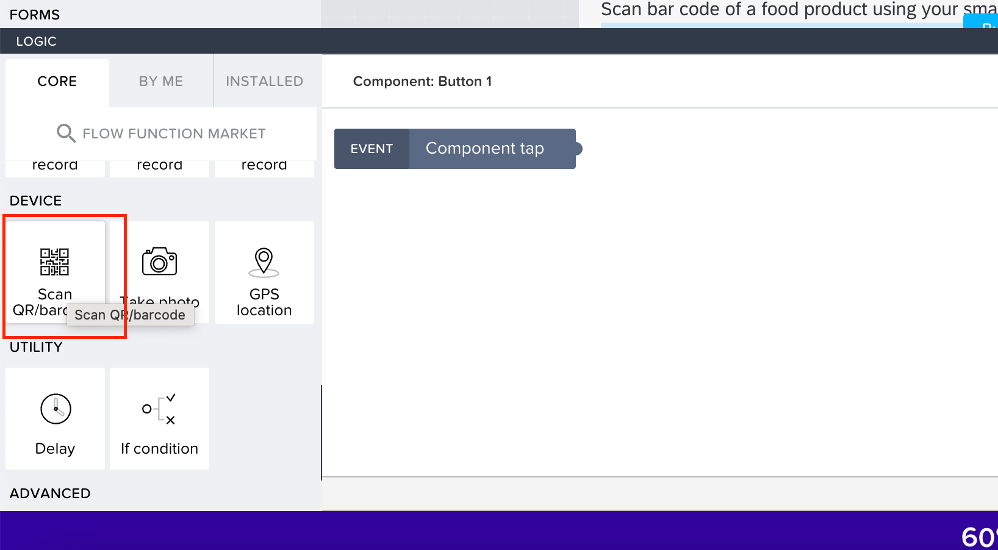 FORMS
Scan bar code of a food product using your sma
LOGIC
CORE
BY ME
INSTALLED
Component: Button 1
FLOW FUNCTION MARKET
EVENT
Component tap
record
record
record
DEVICE
Scan
QR/barc
Take photo
GPS
location
Scan QR/barcode
UTILITY
Delay
If condition
ADVANCED
60